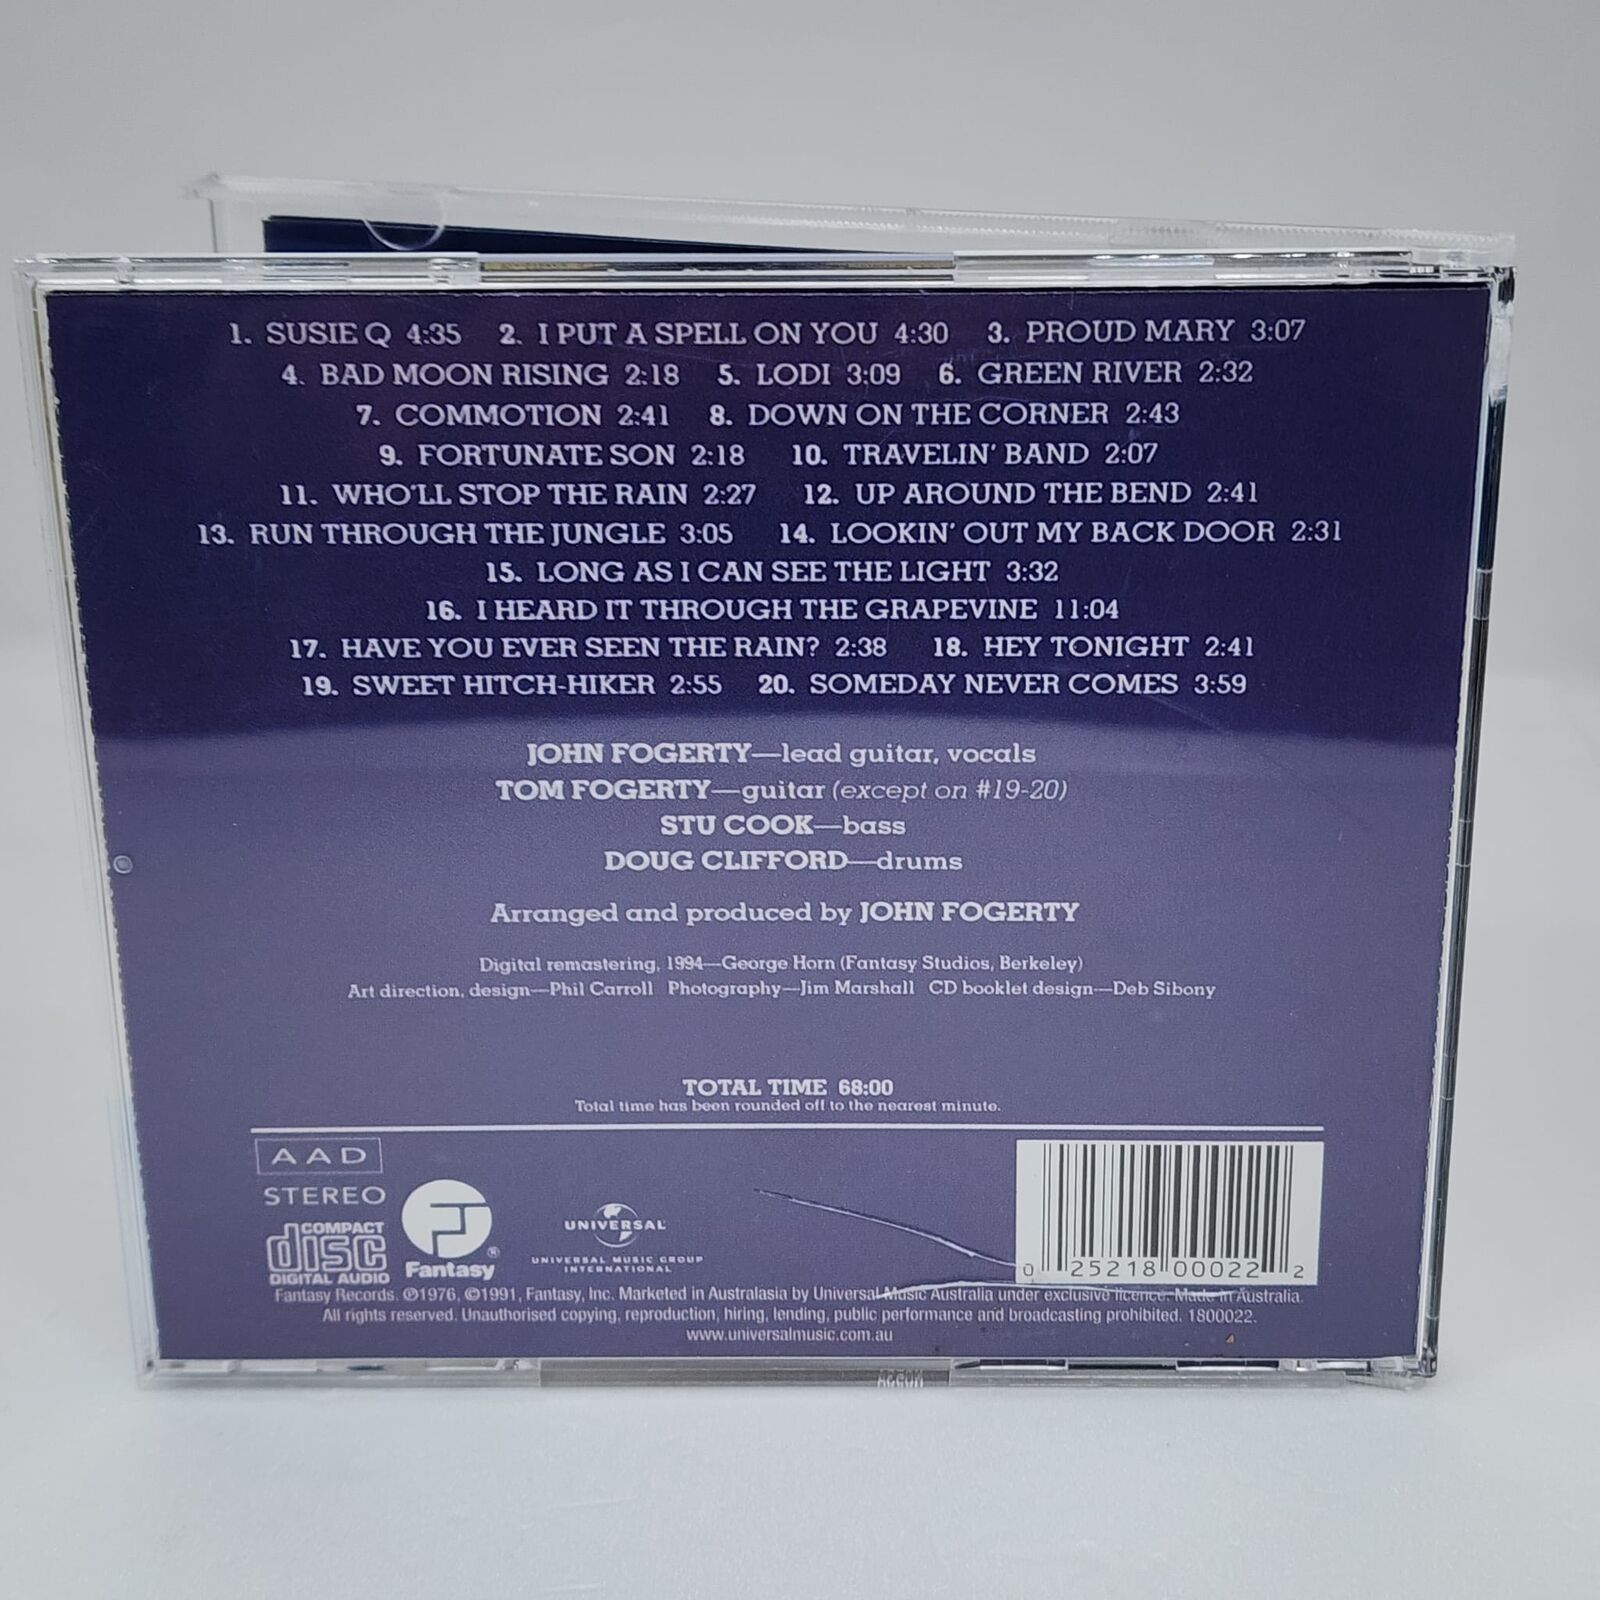 1. SUSIE Q 4:35 2. I PUT A SPELL ON YOU 4:30 3. PROUD MARY 3:07
4. BAD MOON RISING 2:18 5. LODI 3:09 6. GREEN RIVER 2:32
7. COMMOTION 2:41 8. DOWN ON THE CORNER 2:43
9. FORTUNATE SON 2:18 10. TRAVELIN' BAND 2:07
11. WHO'LL STOP THE RAIN 2:27 12. UP AROUND THE BEND 2:41
13. RUN THROUGH THE JUNGLE 3:05 14. LOOKIN' OUT MY BACK DOOR 2:31
15. LONG AS I CAN SEE THE LIGHT 3:32
16. I HEARD IT THROUGH THE GRAPEVINE 11:04
17. HAVE YOU EVER SEEN THE RAIN? 2:38 18. HEY TONIGHT 2:41
19. SWEET HITCH-HIKER 2:55 20. SOMEDAY NEVER COMES 3:59
JOHN FOGERTY—lead guitar, vocals
TOM FOGERTY—guitar (except on #19-20)
STU COOK—bass
DOUG CLIFFORD—drums
Arranged and produced by JOHN FOGERTY
Digital remastering, 1994—George Horn (Fantasy Studios, Berkeley)
Art direction, design—Phil Carroll Photography—Jim Marshall CD booklet design—Deb Sibony
TOTAL TIME 68:00
Total time has been rounded off to the nearest minute.
AAD
STEREO
COMPACT
disc
DIGITAL AUDIO
FJ
Fantasy®
UNIVERSAL
UNIVERSAL MUSIC GROUP
INTERNATIONAL
0 25218 00022 2
Fantasy Records. ℗1976, ©1991, Fantasy, Inc. Marketed in Australasia by Universal Music Australia under exclusive licence. Made in Australia.
All rights reserved. Unauthorised copying, reproduction, hiring, lending, public performance and broadcasting prohibited. 1800022.
www.universalmusic.com.au